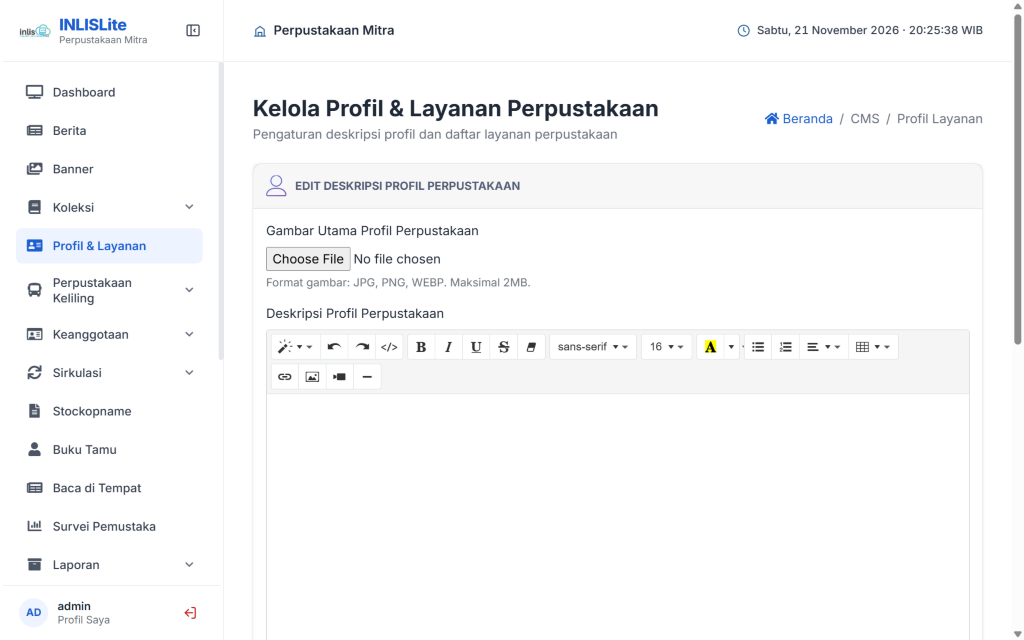 inlis
INLISLite
Perpustakaan Mitra
Perpustakaan Mitra
Sabtu, 21 November 2026 · 20:25:38 WIB
Dashboard
Berita
Banner
Koleksi
Profil & Layanan
Perpustakaan
Keliling
Keanggotaan
Sirkulasi
Stockopname
Buku Tamu
Baca di Tempat
Survei Pemustaka
Laporan
AD
admin
Profil Saya
Kelola Profil & Layanan Perpustakaan
Pengaturan deskripsi profil dan daftar layanan perpustakaan
Beranda / CMS / Profil Layanan
EDIT DESKRIPSI PROFIL PERPUSTAKAAN
Gambar Utama Profil Perpustakaan
Choose File No file chosen
Format gambar: JPG, PNG, WEBP. Maksimal 2MB.
Deskripsi Profil Perpustakaan
</> B I U S sans-serif 16 A